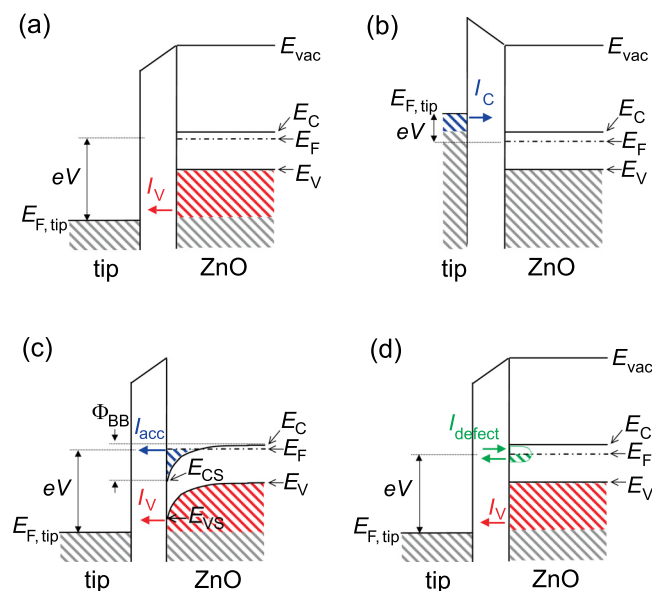 (a)
E_vac
E_C
E_F
E_V
eV
I_V
E_F, tip
tip ZnO
(b)
E_vac
E_F, tip
I_C
eV
E_C
E_F
E_V
tip ZnO
(c)
Φ_BB
I_acc
E_C
E_F
E_CS
E_V
eV
I_V
E_VS
E_F, tip
tip ZnO
(d)
E_vac
I_defect
E_C
E_F
eV
E_V
I_V
E_F, tip
tip ZnO